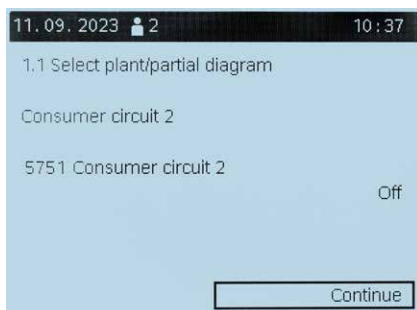 11.09.2023 2 10:37
1.1 Select plant/partial diagram
Consumer circuit 2
5751 Consumer circuit 2
Off
Continue